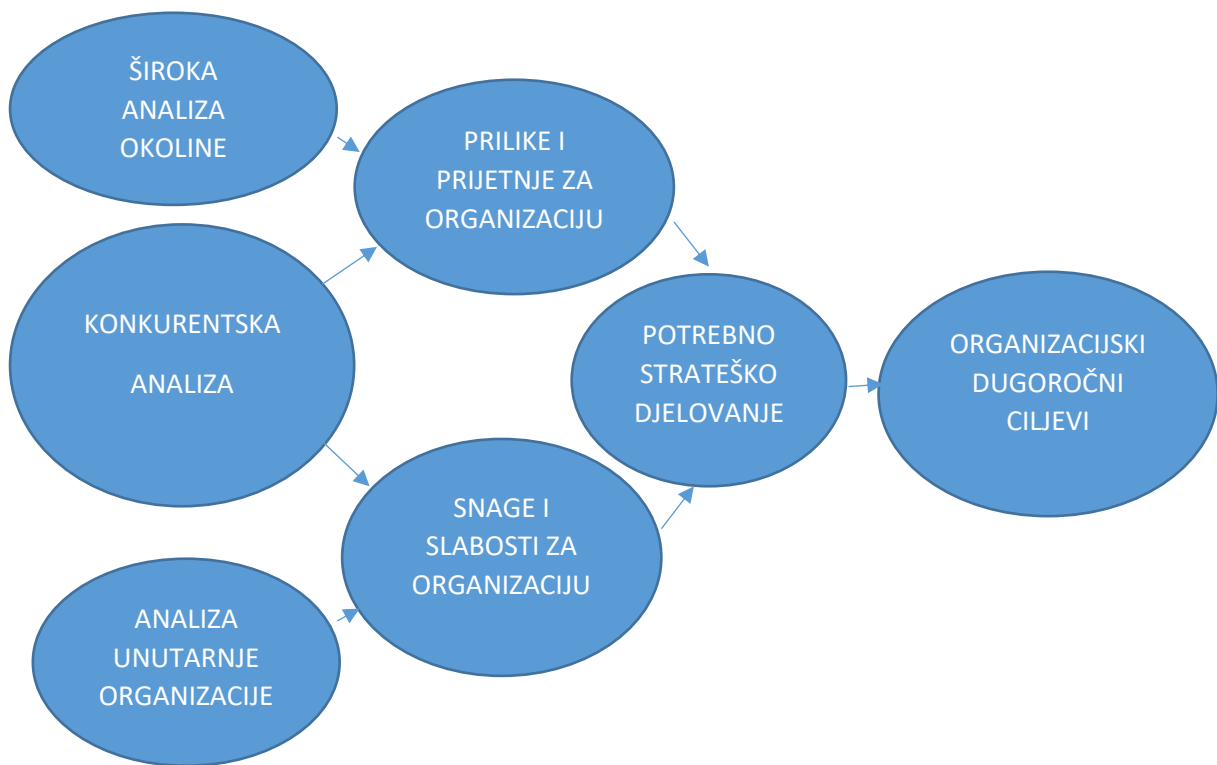 ŠIROKA
ANALIZA
OKOLINE
PRILIKE I
PRIJETNJE ZA
ORGANIZACIJU
KONKURENTSKA
ANALIZA
POTREBNO
STRATEŠKO
DJELOVANJE
ORGANIZACIJSKI
DUGOROČNI
CILJEVI
SNAGE I
SLABOSTI ZA
ORGANIZACIJU
ANALIZA
UNUTARNJE
ORGANIZACIJE